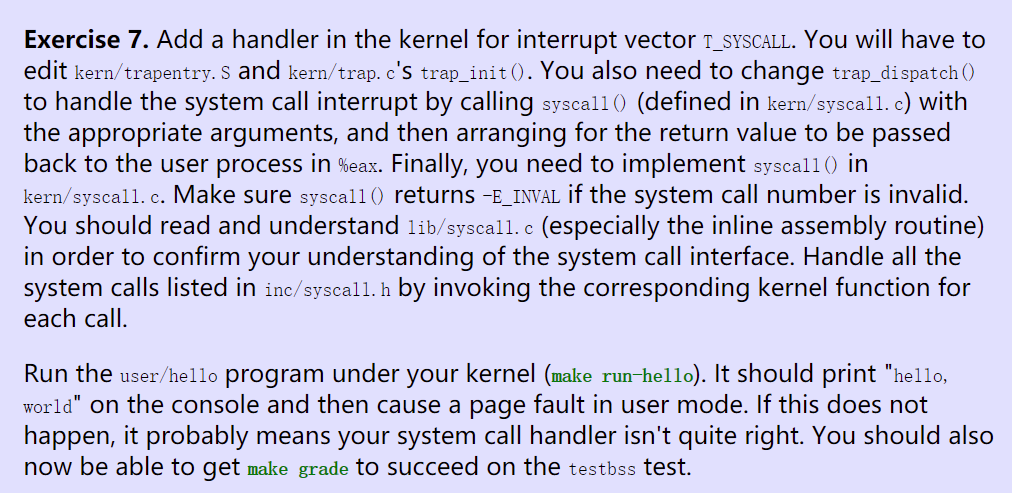 Exercise 7. Add a handler in the kernel for interrupt vector T_SYSCALL. You will have to
edit kern/trapentry.S and kern/trap.c's trap_init(). You also need to change trap_dispatch()
to handle the system call interrupt by calling syscall() (defined in kern/syscall.c) with
the appropriate arguments, and then arranging for the return value to be passed
back to the user process in %eax. Finally, you need to implement syscall() in
kern/syscall.c. Make sure syscall() returns -E_INVAL if the system call number is invalid.
You should read and understand lib/syscall.c (especially the inline assembly routine)
in order to confirm your understanding of the system call interface. Handle all the
system calls listed in inc/syscall.h by invoking the corresponding kernel function for
each call.
Run the user/hello program under your kernel (make run-hello). It should print "hello,
world" on the console and then cause a page fault in user mode. If this does not
happen, it probably means your system call handler isn't quite right. You should also
now be able to get make grade to succeed on the testbss test.